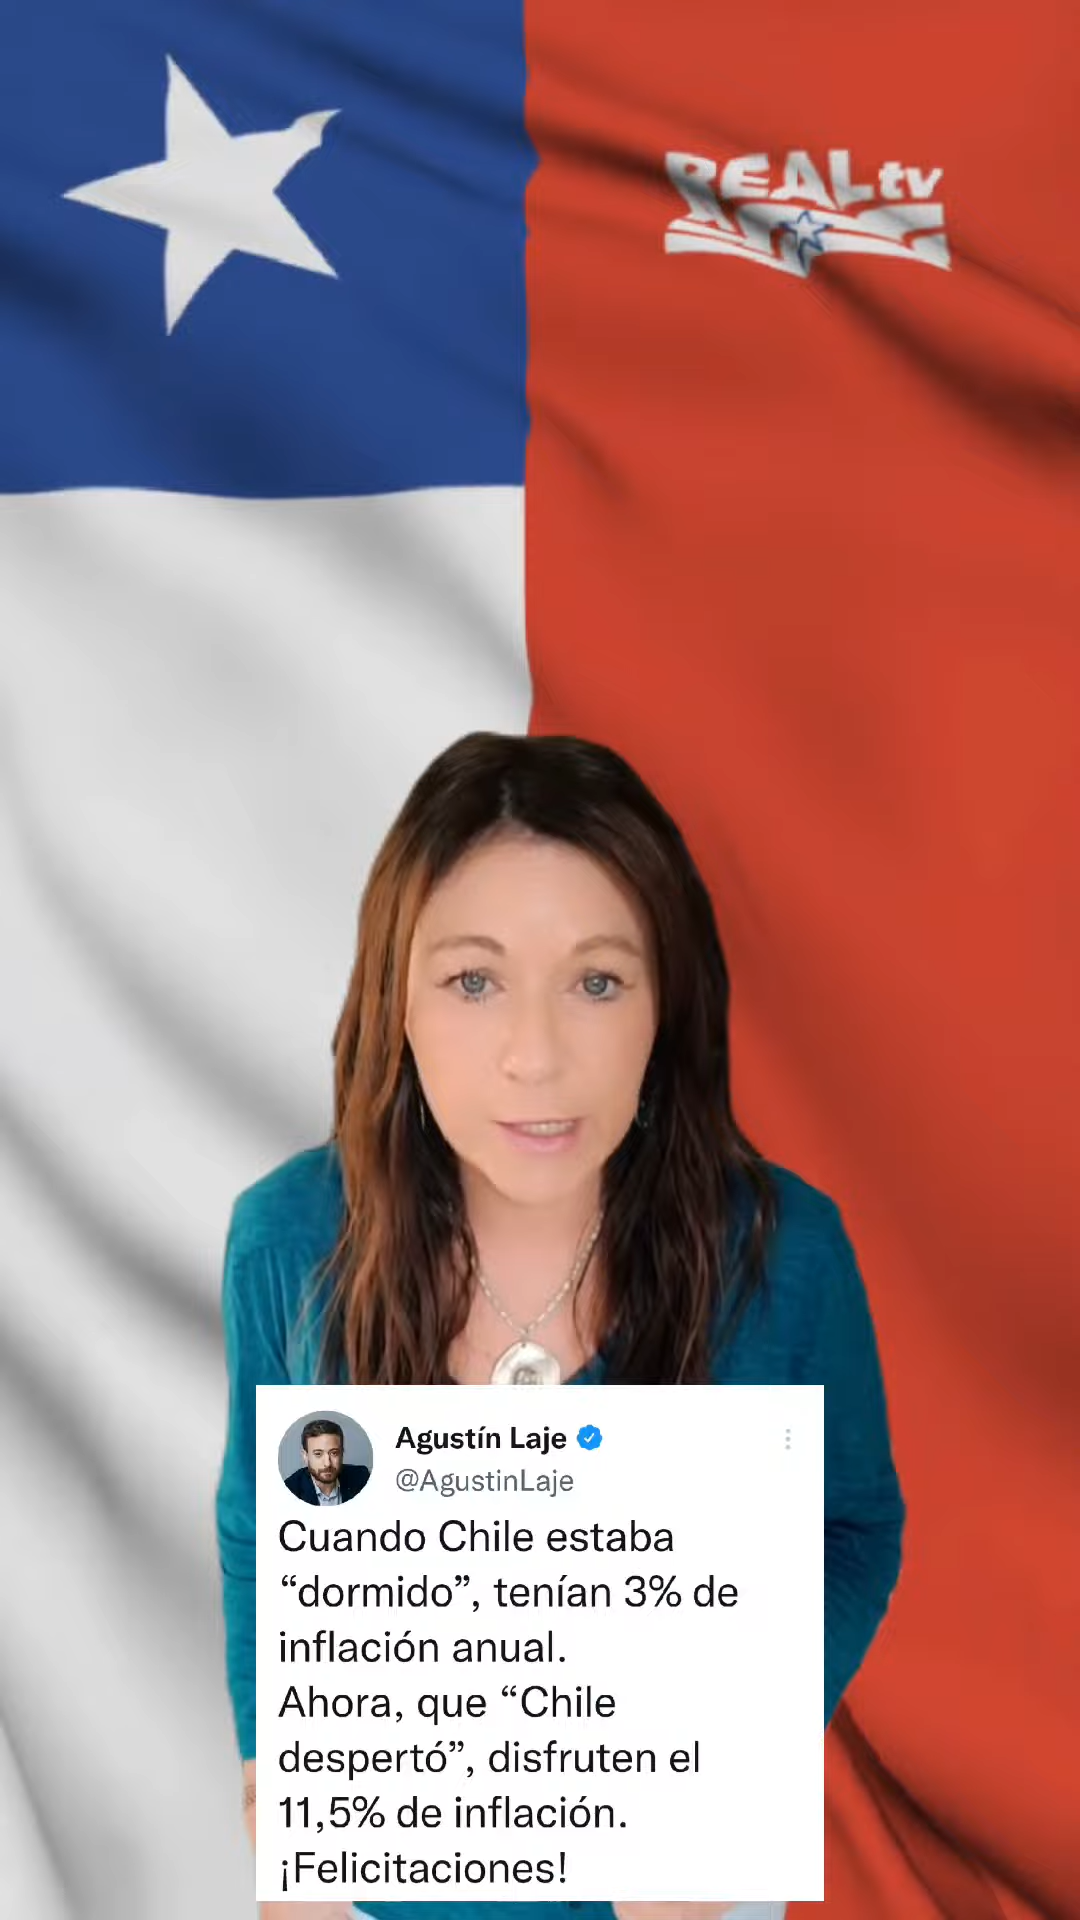 REALtv
Agustín Laje
@AgustinLaje
Cuando Chile estaba
“dormido”, tenían 3% de
inflación anual.
Ahora, que “Chile
despertó”, disfruten el
11,5% de inflación.
¡Felicitaciones!